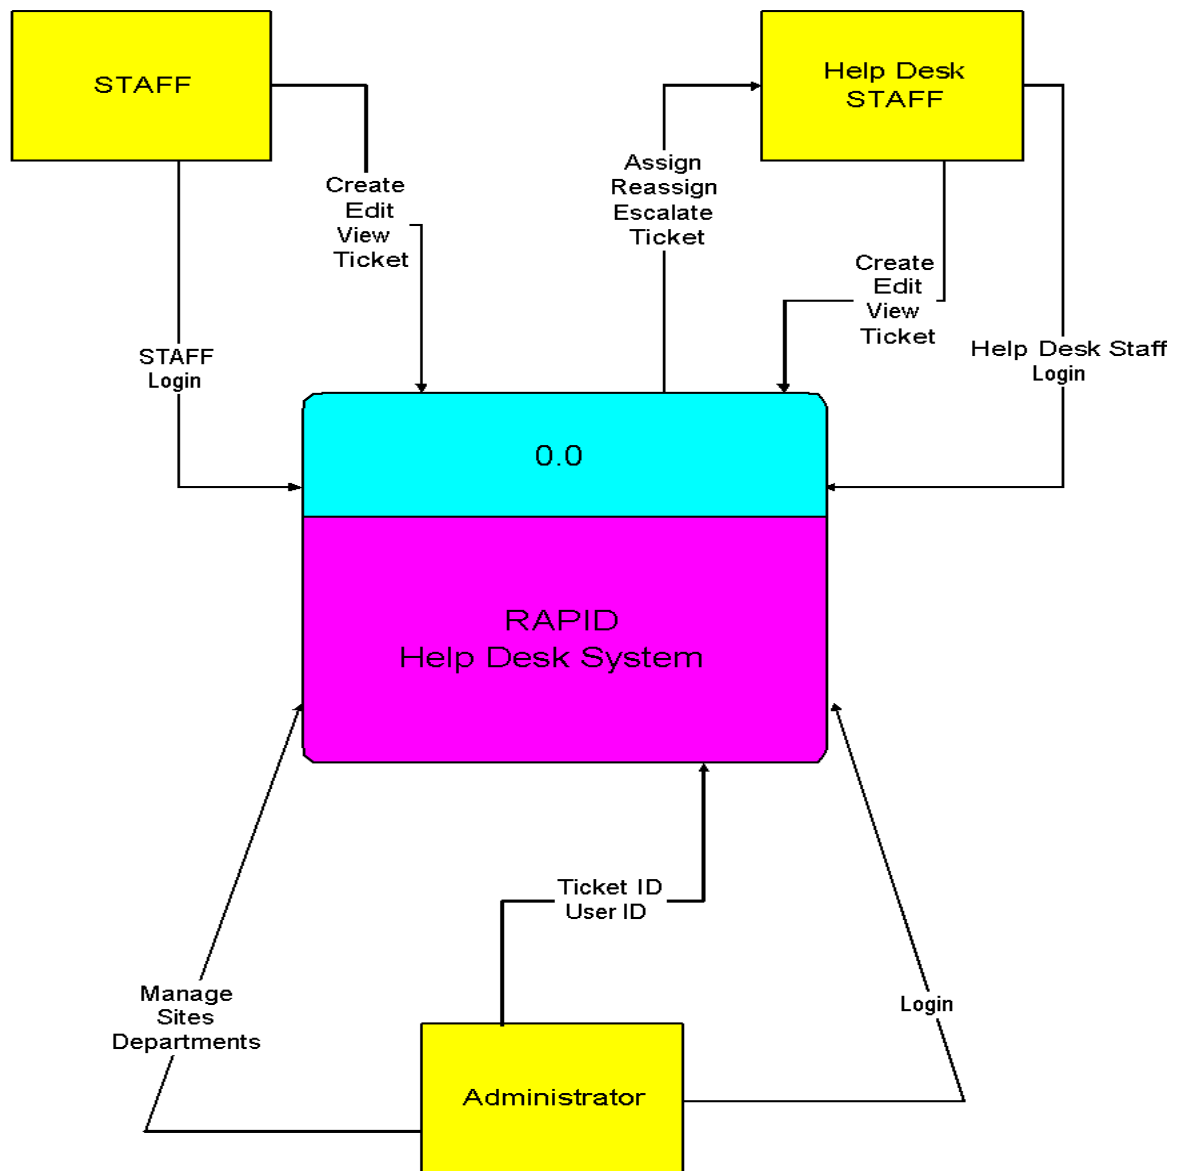 STAFF
Help Desk
STAFF
Create
Edit
View
Ticket
Assign
Reassign
Escalate
Ticket
Create
Edit
View
Ticket
STAFF
Login
Help Desk Staff
Login
0.0
RAPID
Help Desk System
Ticket ID
User ID
Manage
Sites
Departments
Login
Administrator